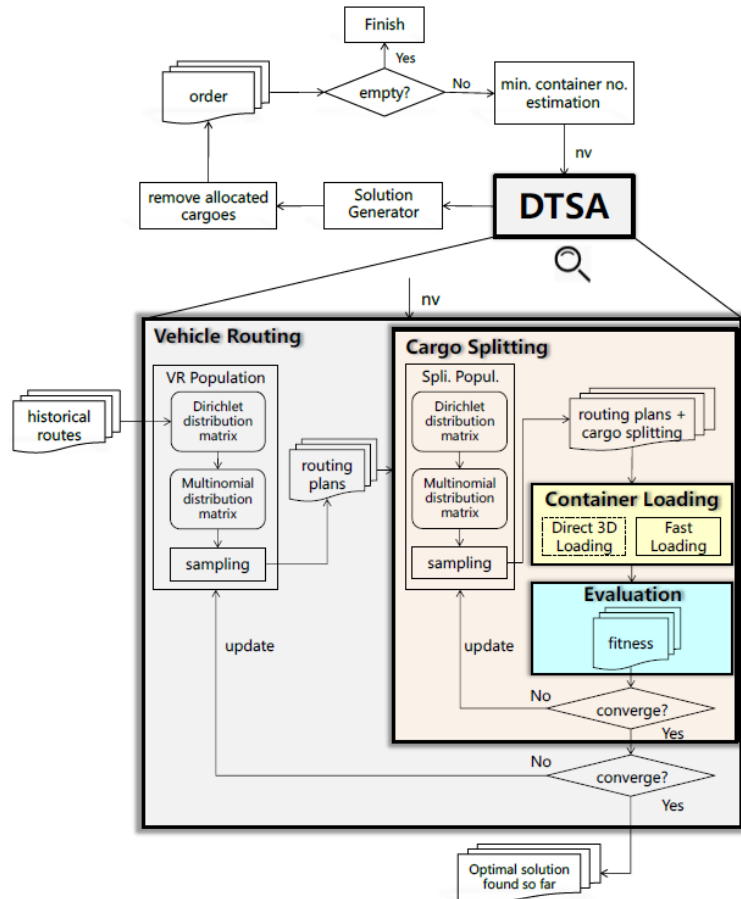 Finish
Yes
order
empty?
No
min. container no.
estimation
nv
remove allocated
cargoes
Solution
Generator
DTSA
nv
Vehicle Routing
Cargo Splitting
VR Population
Spli. Popul.
historical
routes
Dirichlet
distribution
matrix
Multinomial
distribution
matrix
sampling
routing
plans
Dirichlet
distribution
matrix
Multinomial
distribution
matrix
sampling
routing plans +
cargo splitting
Container Loading
Direct 3D
Loading
Fast
Loading
Evaluation
fitness
update
update
No
converge?
Yes
No
converge?
Yes
Optimal solution
found so far